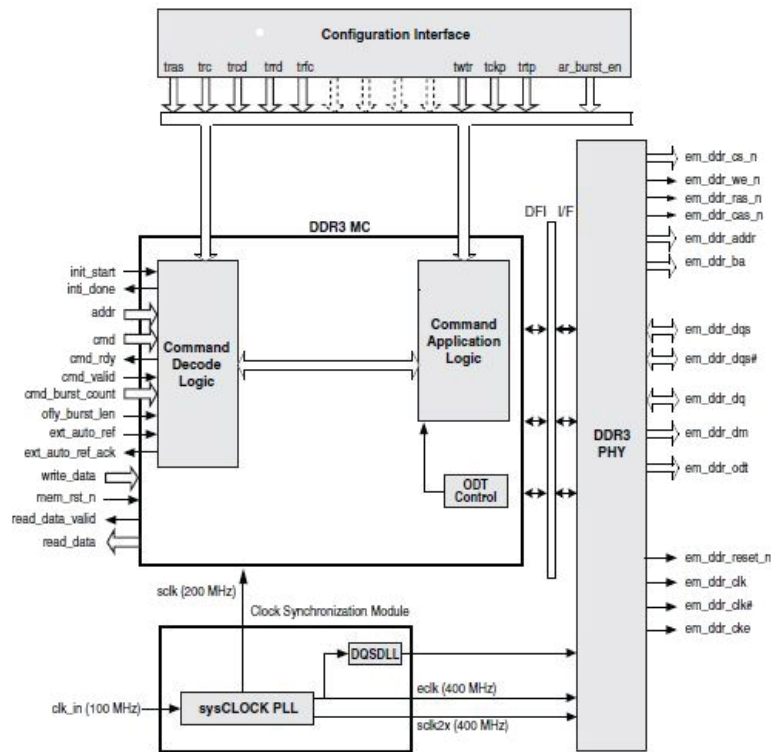 Configuration Interface
tras trc trcd trrd trfc twtr tckp trtp ar_burst_en
DFI I/F
DDR3 MC
init_start
inti_done
addr
cmd
cmd_rdy
cmd_valid
cmd_burst_count
ofly_burst_len
ext_auto_ref
ext_auto_ref_ack
write_data
mem_rst_n
read_data_valid
read_data
Command
Decode
Logic
Command
Application
Logic
ODT
Control
DDR3
PHY
em_ddr_cs_n
em_ddr_we_n
em_ddr_ras_n
em_ddr_cas_n
em_ddr_addr
em_ddr_ba
em_ddr_dqs
em_ddr_dqs#
em_ddr_dq
em_ddr_dm
em_ddr_odt
em_ddr_reset_n
em_ddr_clk
em_ddr_clk#
em_ddr_cke
sclk (200 MHz)
Clock Synchronization Module
DQSDLL
clk_in (100 MHz)
sysCLOCK PLL
eclk (400 MHz)
sclk2x (400 MHz)